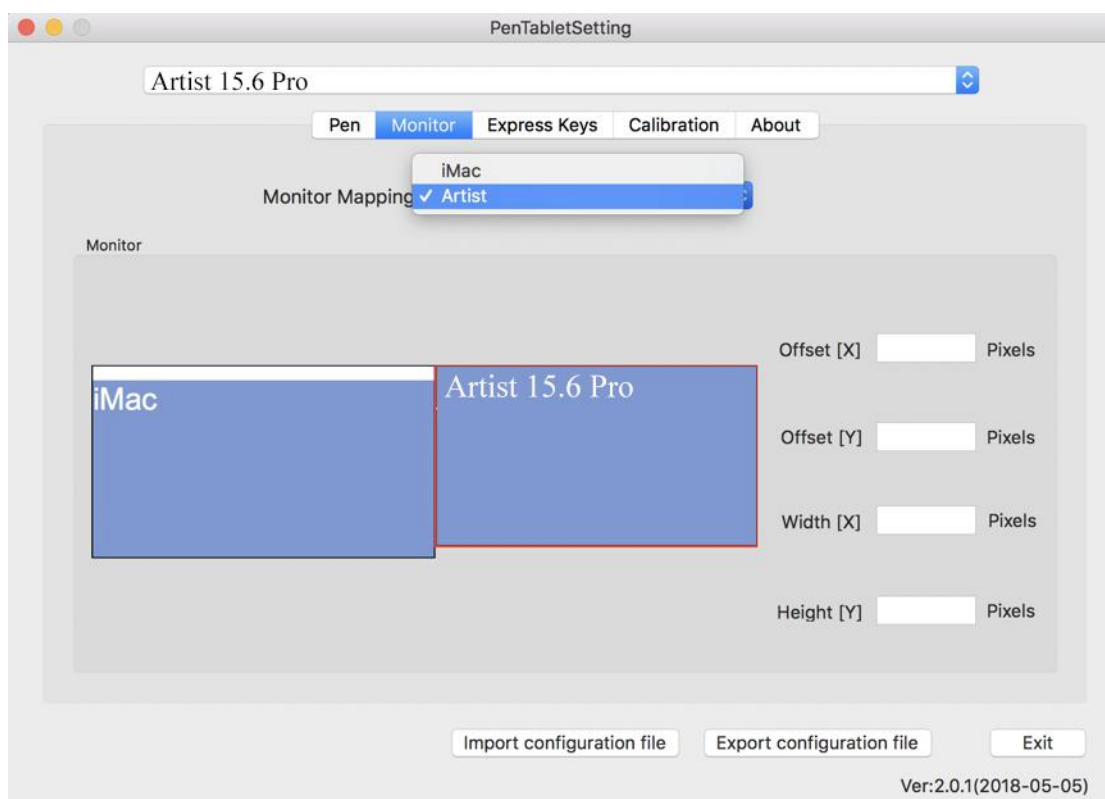 PenTabletSetting
Artist 15.6 Pro
Pen Monitor Express Keys Calibration About
iMac
Monitor Mapping ✓ Artist
Monitor
Offset [X] Pixels
iMac Artist 15.6 Pro
Offset [Y] Pixels
Width [X] Pixels
Height [Y] Pixels
Import configuration file Export configuration file Exit
Ver:2.0.1(2018-05-05)